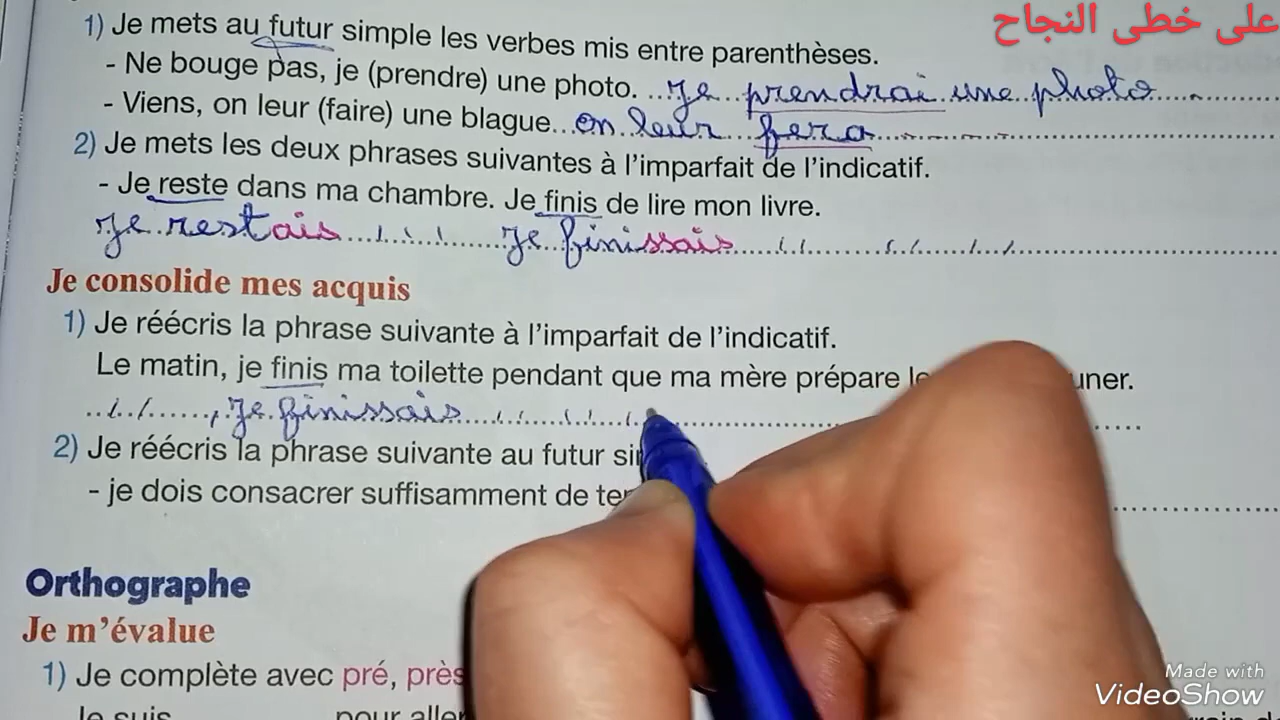 على خطى النجاح
1) Je mets au futur simple les verbes mis entre parenthèses.
- Ne bouge pas, je (prendre) une photo. ...Je prendrai une photo
- Viens, on leur (faire) une blague...on leur fera
2) Je mets les deux phrases suivantes à l'imparfait de l'indicatif.
- Je reste dans ma chambre. Je finis de lire mon livre.
Je restais Je finissais
Je consolide mes acquis
1) Je réécris la phrase suivante à l'imparfait de l'indicatif.
Le matin, je finis ma toilette pendant que ma mère prépare le uner.
, Je finissais
2) Je réécris la phrase suivante au futur si
- je dois consacrer suffisamment de te
Orthographe
Je m'évalue
1) Je complète avec pré, près
Je suis pour aller
Made with
VideoShow